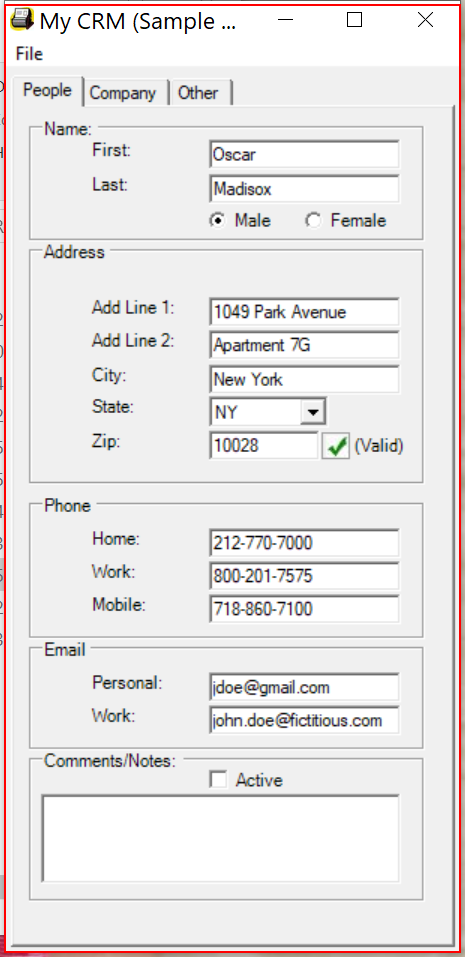 My CRM (Sample ...
File
People Company Other
Name:
First: Oscar
Last: Madisox
Male Female
Address
Add Line 1: 1049 Park Avenue
Add Line 2: Apartment 7G
City: New York
State: NY
Zip: 10028 (Valid)
Phone
Home: 212-770-7000
Work: 800-201-7575
Mobile: 718-860-7100
Email
Personal: jdoe@gmail.com
Work: john.doe@fictitious.com
Comments/Notes:
Active